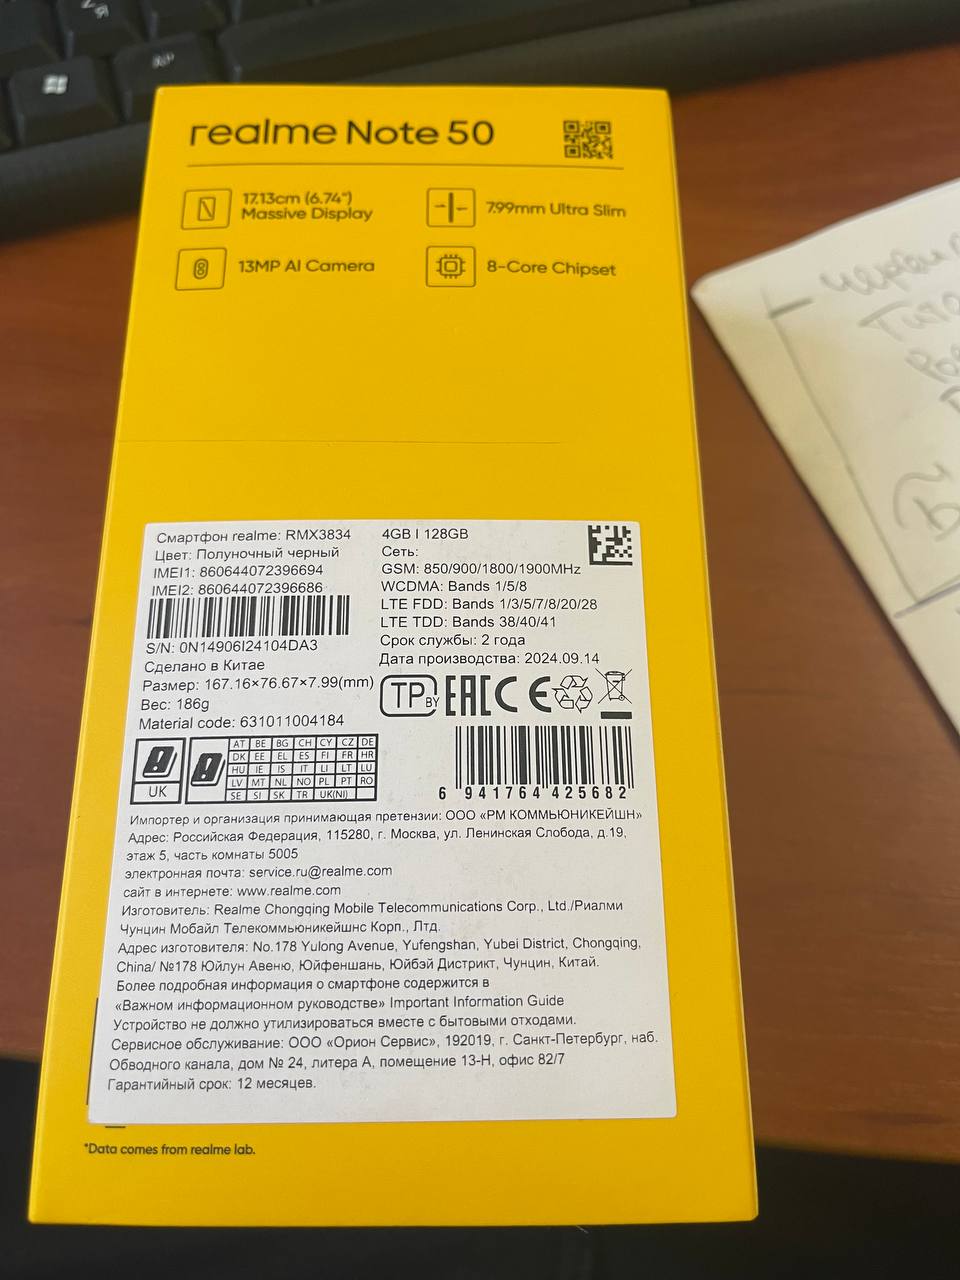 realme Note 50
17.13cm (6.74")
Massive Display
7.99mm Ultra Slim
13MP AI Camera
8-Core Chipset
Смартфон realme: RMX3834
Цвет: Полуночный черный
IMEI1: 860644072396694
IMEI2: 860644072396686
S/N: 0N14906I24104DA3
Сделано в Китае
Размер: 167.16×76.67×7.99(mm)
Вес: 186g
Material code: 631011004184
4GB I 128GB
Сеть:
GSM: 850/900/1800/1900MHz
WCDMA: Bands 1/5/8
LTE FDD: Bands 1/3/5/7/8/20/28
LTE TDD: Bands 38/40/41
Срок службы: 2 года
Дата производства: 2024.09.14
TP BY EAC CE
UK
AT BE BG CH CY CZ DE
DK EE EL ES FI FR HR
HU IE IS IT LI LT LU
LV MT NL NO PL PT RO
SE SI SK TR UK(NI)
6 941764 425682
Импортер и организация принимающая претензии: ООО «РМ КОММЬЮНИКЕЙШН»
Адрес: Российская Федерация, 115280, г. Москва, ул. Ленинская Слобода, д.19,
этаж 5, часть комнаты 5005
электронная почта: service.ru@realme.com
сайт в интернете: www.realme.com
Изготовитель: Realme Chongqing Mobile Telecommunications Corp., Ltd./Риалми
Чунцин Мобайл Телекоммьюникейшнс Корп., Лтд.
Адрес изготовителя: No.178 Yulong Avenue, Yufengshan, Yubei District, Chongqing,
China/ №178 Юйлун Авеню, Юйфеншань, Юйбэй Дистрикт, Чунцин, Китай.
Более подробная информация о смартфоне содержится в
«Важном информационном руководстве» Important Information Guide
Устройство не должно утилизироваться вместе с бытовыми отходами.
Сервисное обслуживание: ООО «Орион Сервис», 192019, г. Санкт-Петербург, наб.
Обводного канала, дом № 24, литера А, помещение 13-Н, офис 82/7
Гарантийный срок: 12 месяцев.
*Data comes from realme lab.